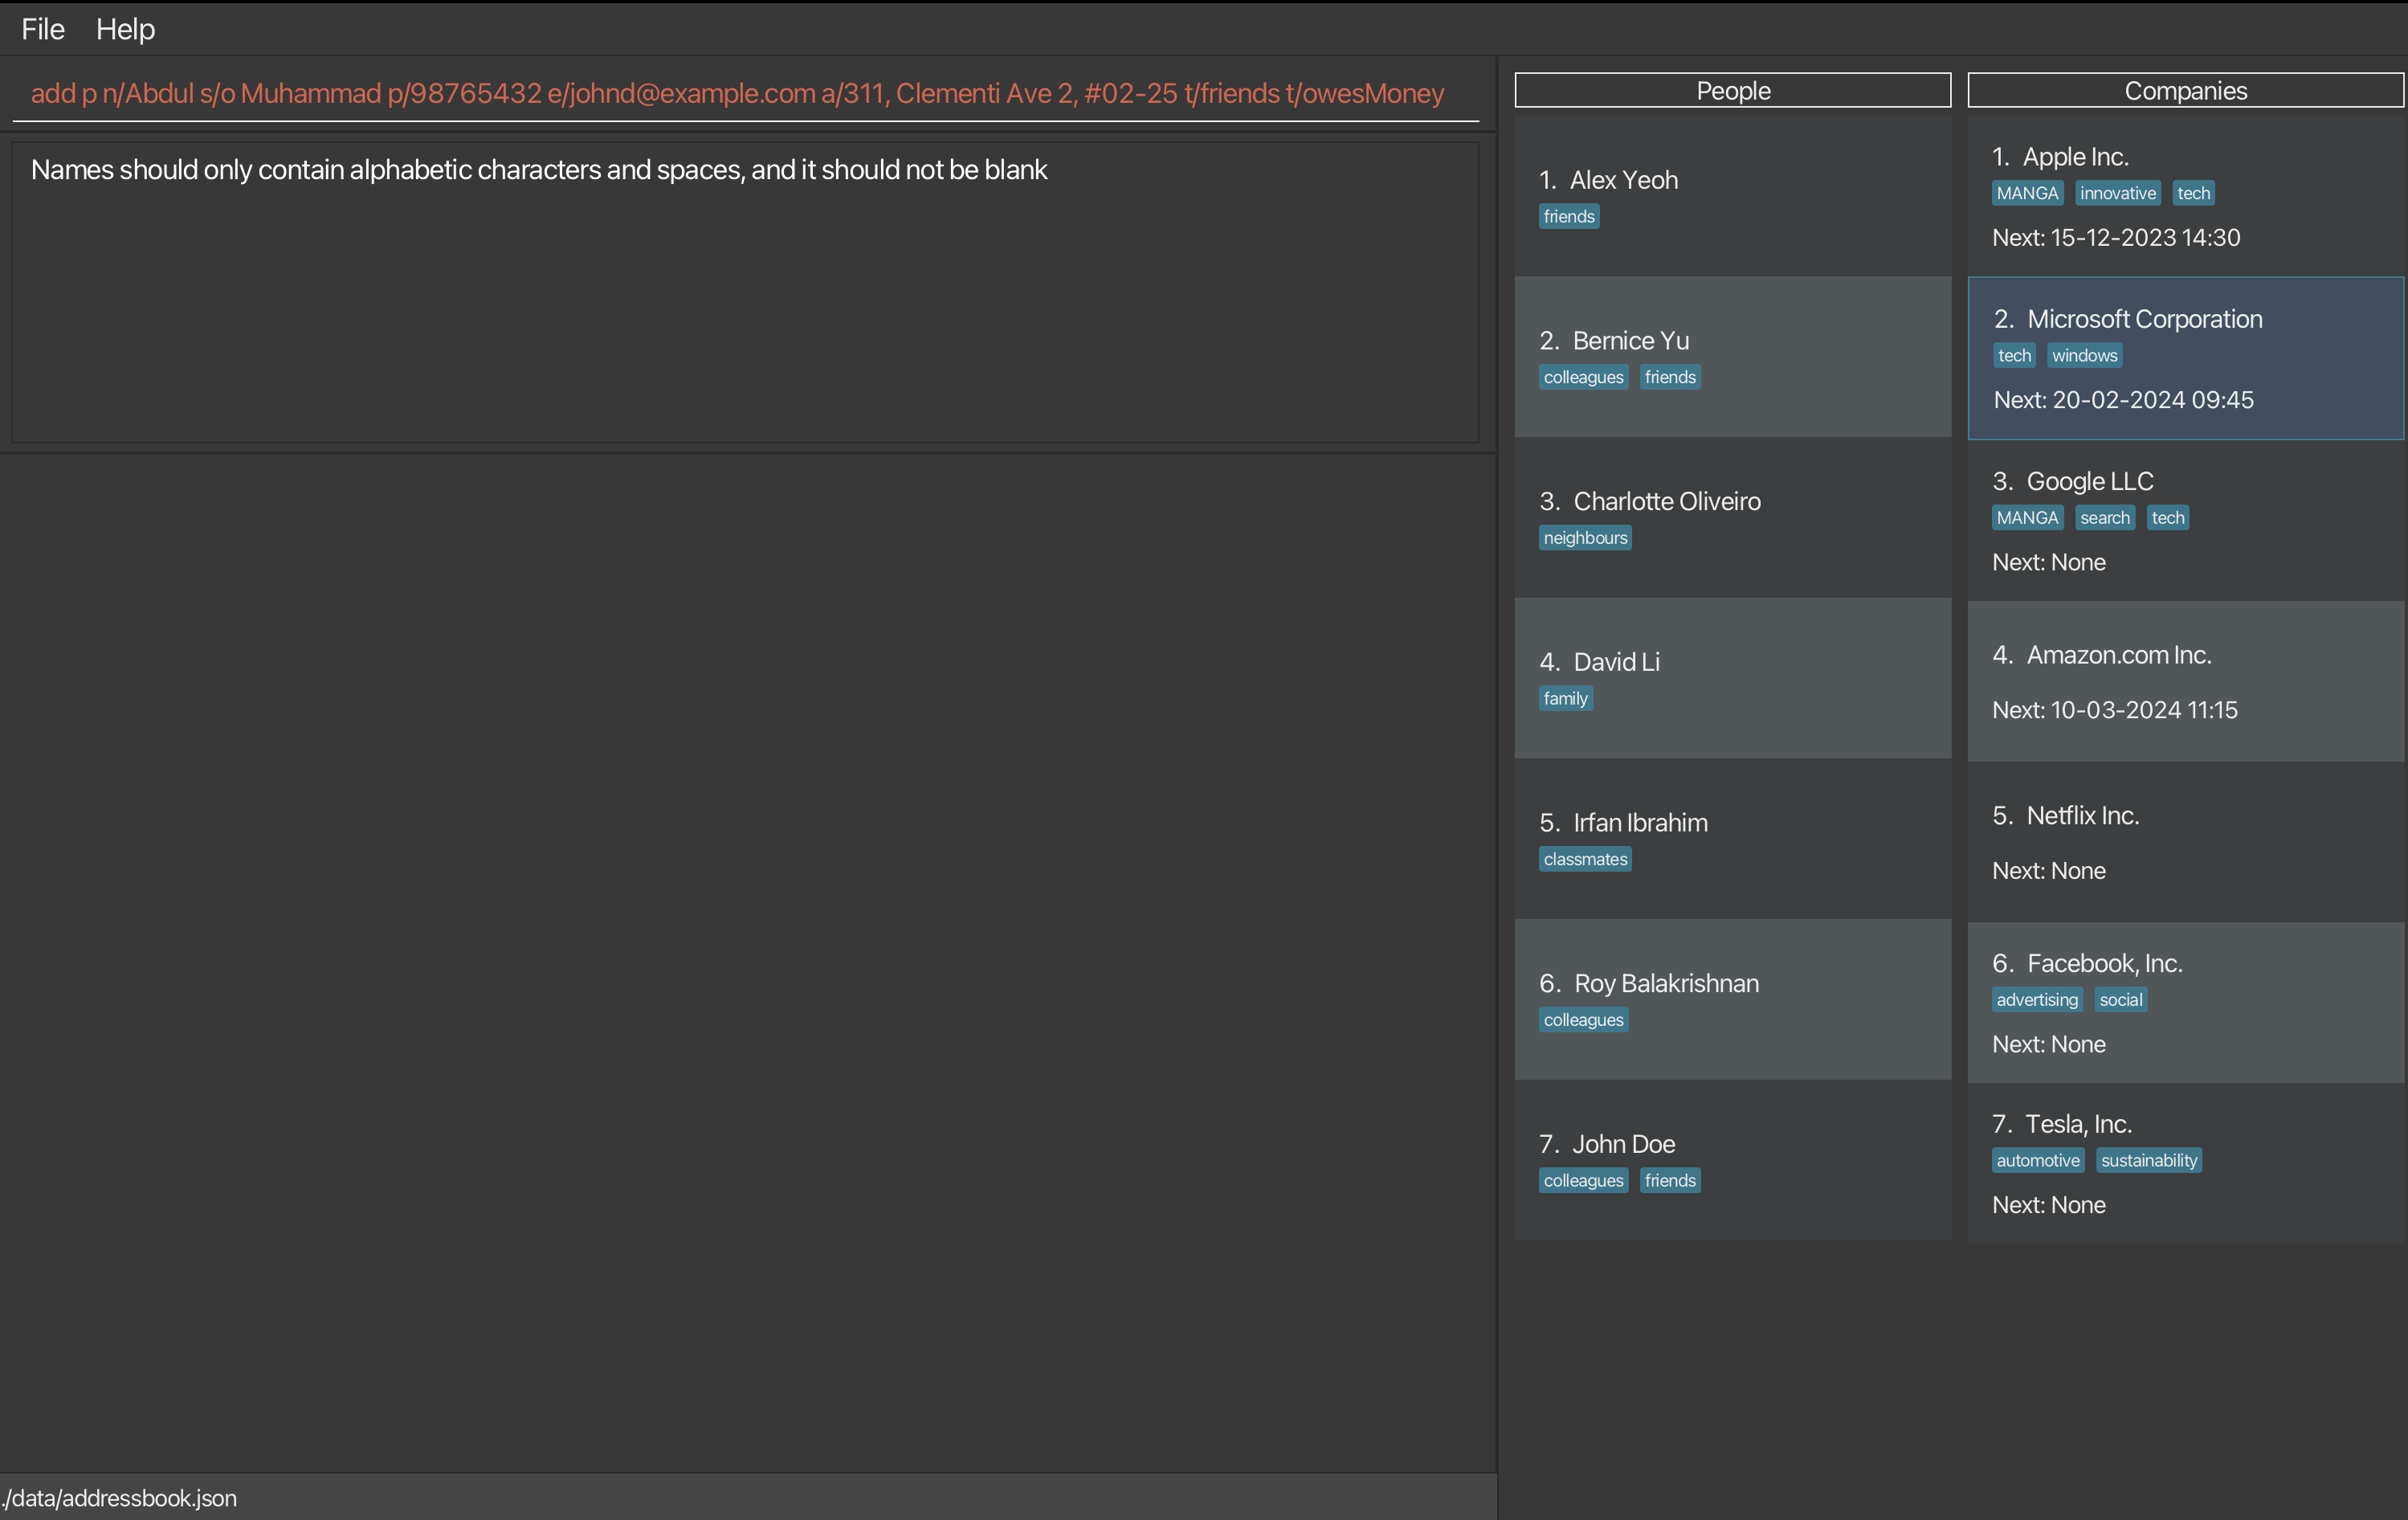 File Help
add p n/Abdul s/o Muhammad p/98765432 e/johnd@example.com a/311, Clementi Ave 2, #02-25 t/friends t/owesMoney
Names should only contain alphabetic characters and spaces, and it should not be blank
./data/addressbook.json
People
1. Alex Yeoh
friends
2. Bernice Yu
colleagues friends
3. Charlotte Oliveiro
neighbours
4. David Li
family
5. Irfan Ibrahim
classmates
6. Roy Balakrishnan
colleagues
7. John Doe
colleagues friends
Companies
1. Apple Inc.
MANGA innovative tech
Next: 15-12-2023 14:30
2. Microsoft Corporation
tech windows
Next: 20-02-2024 09:45
3. Google LLC
MANGA search tech
Next: None
4. Amazon.com Inc.
Next: 10-03-2024 11:15
5. Netflix Inc.
Next: None
6. Facebook, Inc.
advertising social
Next: None
7. Tesla, Inc.
automotive sustainability
Next: None